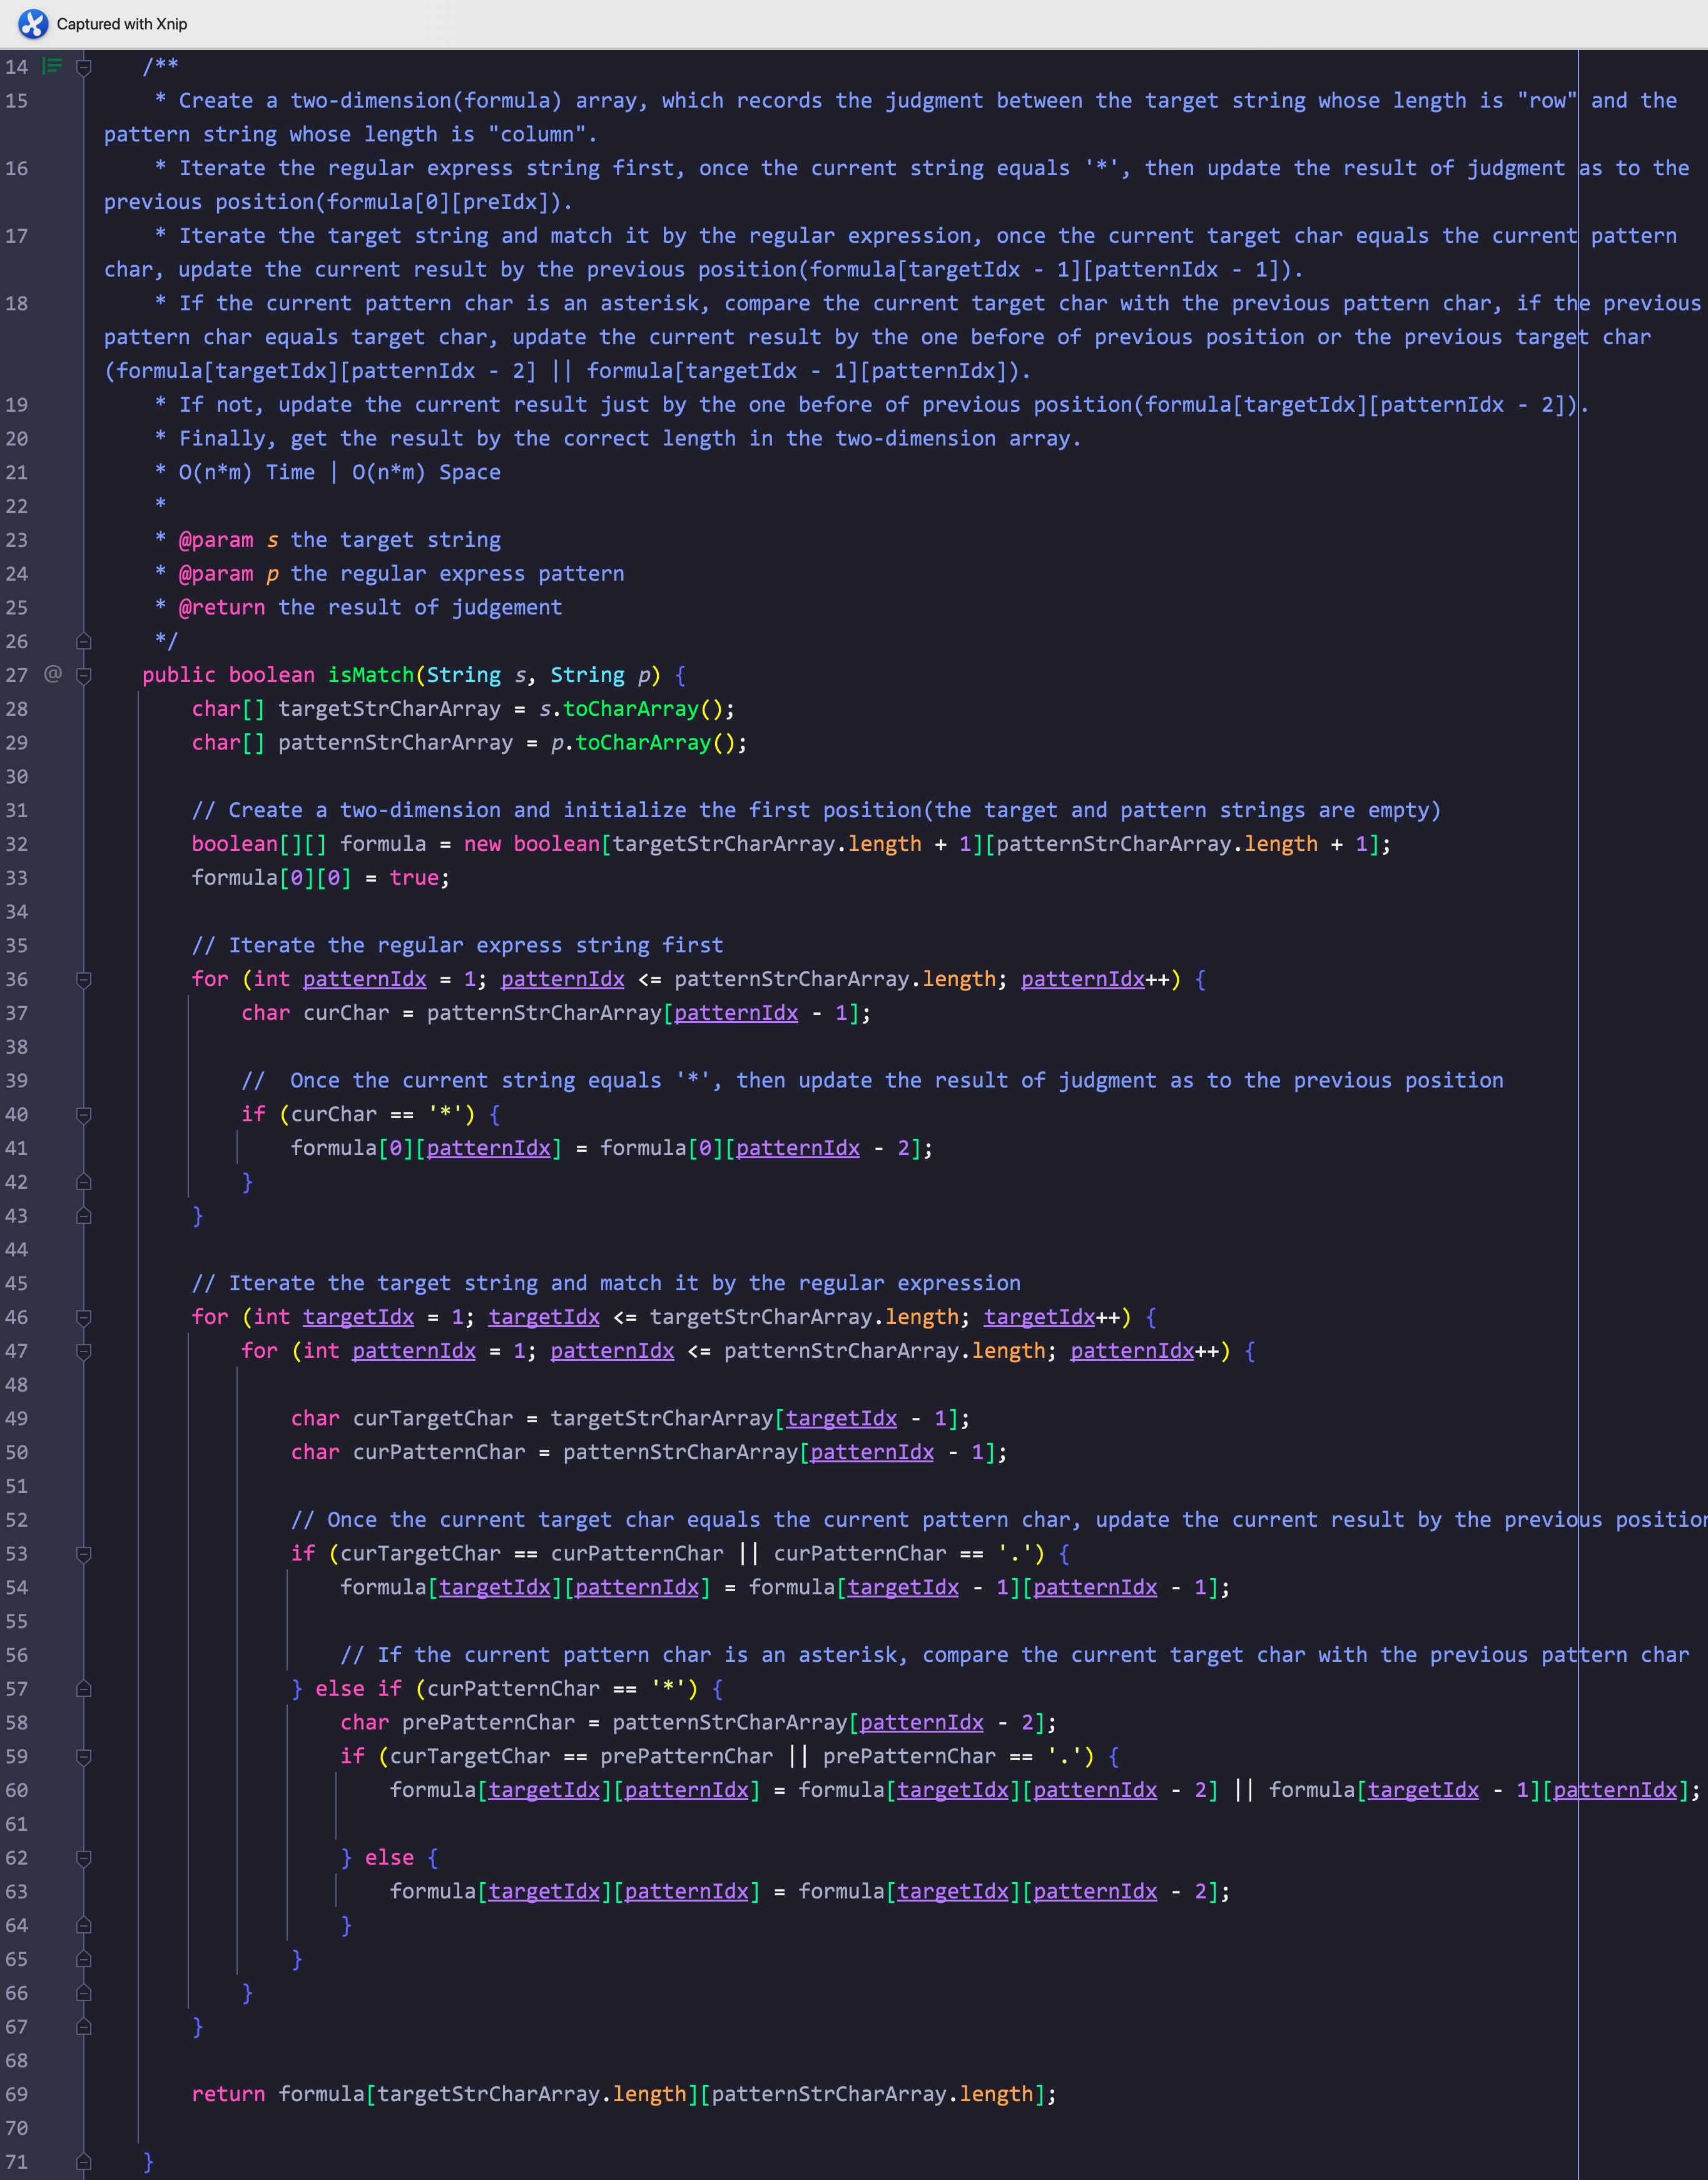 Captured with Xnip
14 /**
15 * Create a two-dimension(formula) array, which records the judgment between the target string whose length is "row" and the
pattern string whose length is "column".
16 * Iterate the regular express string first, once the current string equals '*', then update the result of judgment as to the
previous position(formula[0][preIdx]).
17 * Iterate the target string and match it by the regular expression, once the current target char equals the current pattern
char, update the current result by the previous position(formula[targetIdx - 1][patternIdx - 1]).
18 * If the current pattern char is an asterisk, compare the current target char with the previous pattern char, if the previous
pattern char equals target char, update the current result by the one before of previous position or the previous target char
(formula[targetIdx][patternIdx - 2] || formula[targetIdx - 1][patternIdx]).
19 * If not, update the current result just by the one before of previous position(formula[targetIdx][patternIdx - 2]).
20 * Finally, get the result by the correct length in the two-dimension array.
21 * O(n*m) Time | O(n*m) Space
22 *
23 * @param s the target string
24 * @param p the regular express pattern
25 * @return the result of judgement
26 */
27 @ public boolean isMatch(String s, String p) {
28 char[] targetStrCharArray = s.toCharArray();
29 char[] patternStrCharArray = p.toCharArray();
30
31 // Create a two-dimension and initialize the first position(the target and pattern strings are empty)
32 boolean[][] formula = new boolean[targetStrCharArray.length + 1][patternStrCharArray.length + 1];
33 formula[0][0] = true;
34
35 // Iterate the regular express string first
36 for (int patternIdx = 1; patternIdx <= patternStrCharArray.length; patternIdx++) {
37 char curChar = patternStrCharArray[patternIdx - 1];
38
39 //  Once the current string equals '*', then update the result of judgment as to the previous position
40 if (curChar == '*') {
41 formula[0][patternIdx] = formula[0][patternIdx - 2];
42 }
43 }
44
45 // Iterate the target string and match it by the regular expression
46 for (int targetIdx = 1; targetIdx <= targetStrCharArray.length; targetIdx++) {
47 for (int patternIdx = 1; patternIdx <= patternStrCharArray.length; patternIdx++) {
48
49 char curTargetChar = targetStrCharArray[targetIdx - 1];
50 char curPatternChar = patternStrCharArray[patternIdx - 1];
51
52 // Once the current target char equals the current pattern char, update the current result by the previous position
53 if (curTargetChar == curPatternChar || curPatternChar == '.') {
54 formula[targetIdx][patternIdx] = formula[targetIdx - 1][patternIdx - 1];
55
56 // If the current pattern char is an asterisk, compare the current target char with the previous pattern char
57 } else if (curPatternChar == '*') {
58 char prePatternChar = patternStrCharArray[patternIdx - 2];
59 if (curTargetChar == prePatternChar || prePatternChar == '.') {
60 formula[targetIdx][patternIdx] = formula[targetIdx][patternIdx - 2] || formula[targetIdx - 1][patternIdx];
61
62 } else {
63 formula[targetIdx][patternIdx] = formula[targetIdx][patternIdx - 2];
64 }
65 }
66 }
67 }
68
69 return formula[targetStrCharArray.length][patternStrCharArray.length];
70
71 }